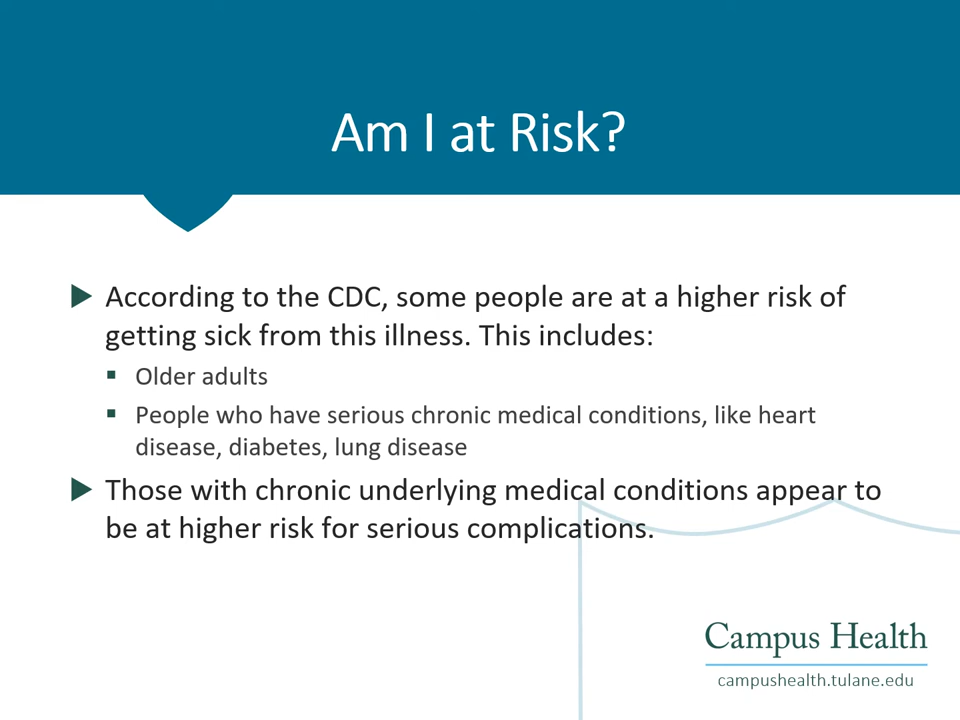 Am I at Risk?
According to the CDC, some people are at a higher risk of
getting sick from this illness. This includes:
Older adults
People who have serious chronic medical conditions, like heart
disease, diabetes, lung disease
Those with chronic underlying medical conditions appear to
be at higher risk for serious complications.
Campus Health
campushealth.tulane.edu